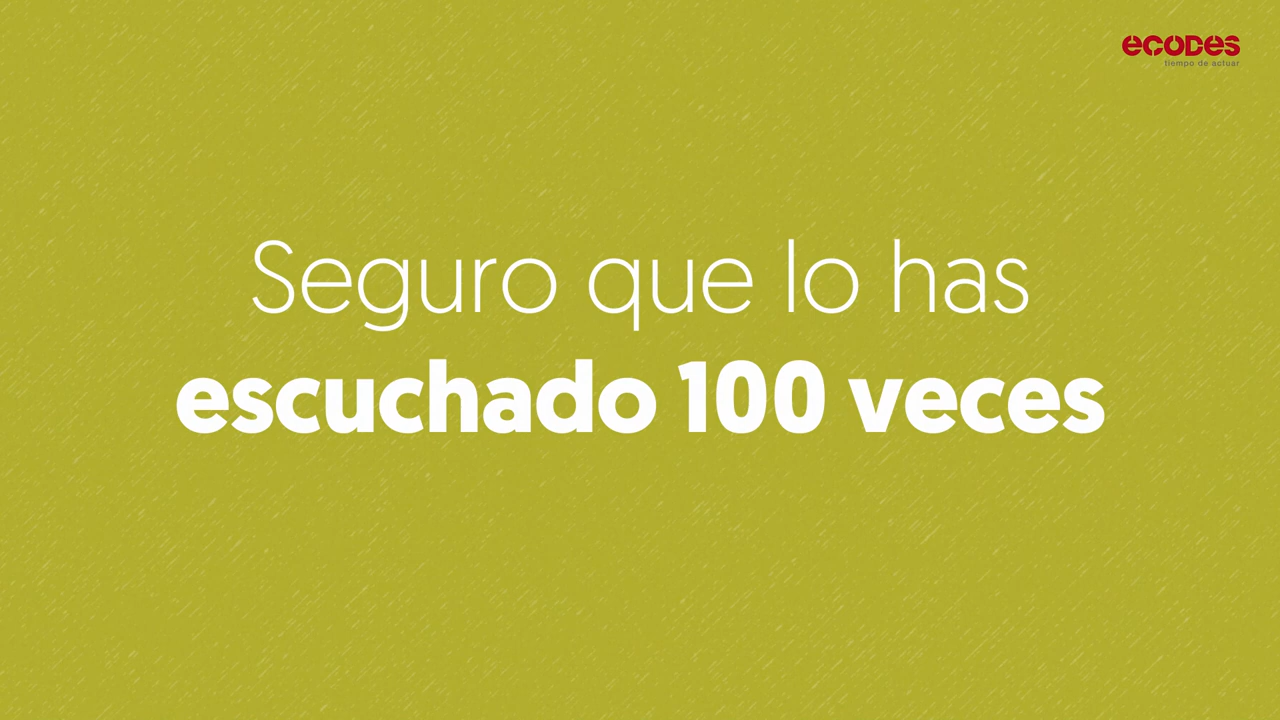 ecodes
tiempo de actuar
Seguro que lo has
escuchado 100 veces